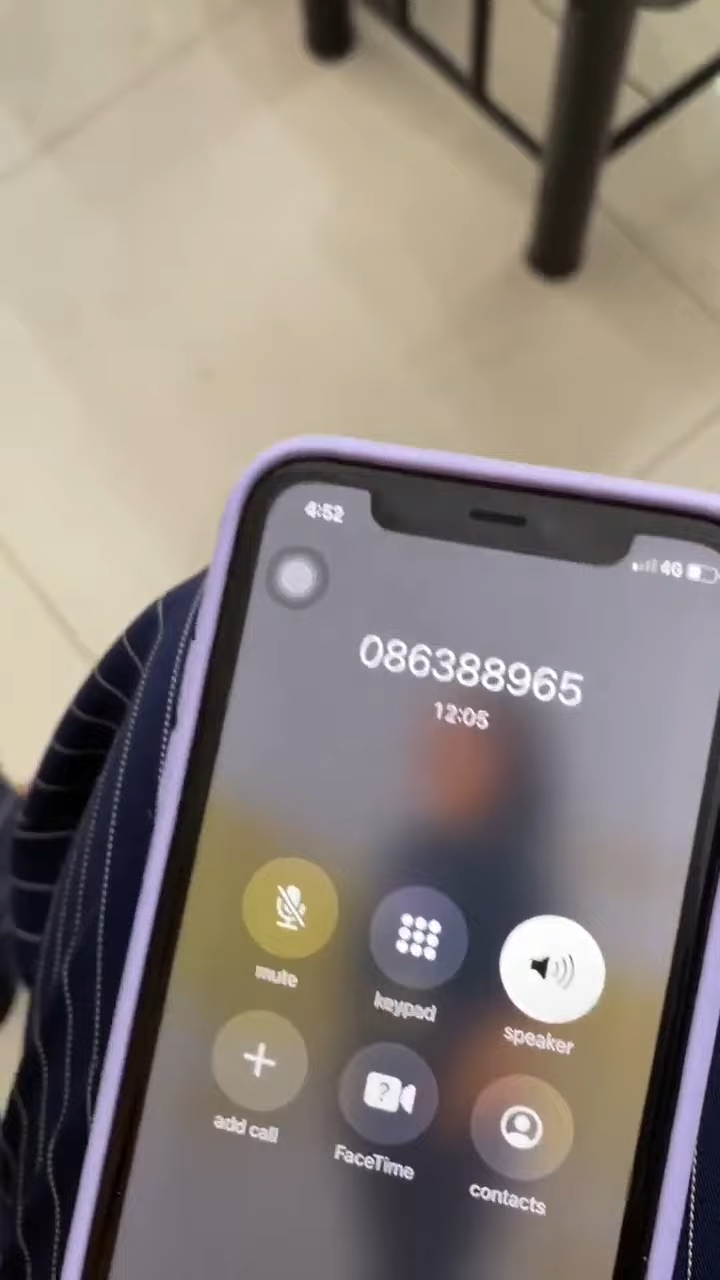 4:52
4G
086388965
12:05
mute
keypad
speaker
add call
?
FaceTime
contacts